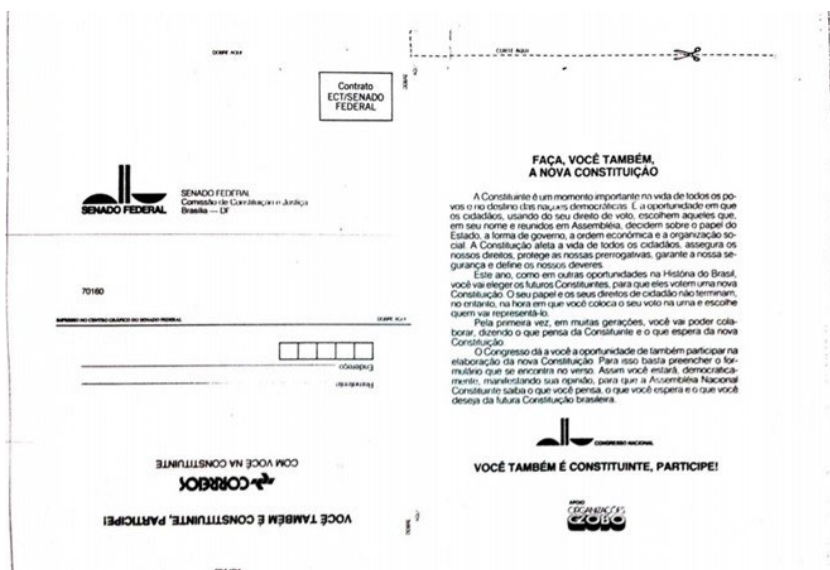 DOBRE AQUI
Contrato
ECT/SENADO
FEDERAL
SENADO FEDERAL
SENADO FEDERAL
Comissão de Constituição e Justiça
Brasília — DF
70160
IMPRESSO NO CENTRO GRÁFICO DO SENADO FEDERAL
DOBRE AQUI
Endereço
Remetente
COM VOCÊ NA CONSTITUINTE
CORREIOS
VOCÊ TAMBÉM É CONSTITUINTE, PARTICIPE!
CORTE AQUI
FAÇA, VOCÊ TAMBÉM,
A NOVA CONSTITUIÇÃO
A Constituinte é um momento importante na vida de todos os po-
vos e no destino das nações democráticas. É a oportunidade em que
os cidadãos, usando do seu direito de voto, escolhem aqueles que,
em seu nome e reunidos em Assembléia, decidem sobre o papel do
Estado, a forma de governo, a ordem econômica e a organização so-
cial. A Constituição afeta a vida de todos os cidadãos, assegura os
nossos direitos, protege as nossas prerrogativas, garante a nossa se-
gurança e define os nossos deveres.
Este ano, como em outras oportunidades na História do Brasil,
você vai eleger os futuros Constituintes, para que eles votem uma nova
Constituição. O seu papel e os seus direitos de cidadão não terminam,
no entanto, na hora em que você coloca o seu voto na urna e escolhe
quem vai representá-lo.
Pela primeira vez, em muitas gerações, você vai poder cola-
borar, dizendo o que pensa da Constituinte e o que espera da nova
Constituição.
O Congresso dá a você a oportunidade de também participar na
elaboração da nova Constituição. Para isso basta preencher o for-
mulário que se encontra no verso. Assim você estará, democratica-
mente, manifestando sua opinião, para que a Assembléia Nacional
Constituinte saiba o que você pensa, o que você espera e o que você
deseja da futura Constituição brasileira.
CONGRESSO NACIONAL
VOCÊ TAMBÉM É CONSTITUINTE, PARTICIPE!
APOIO
ORGANIZAÇÕES
GLOBO